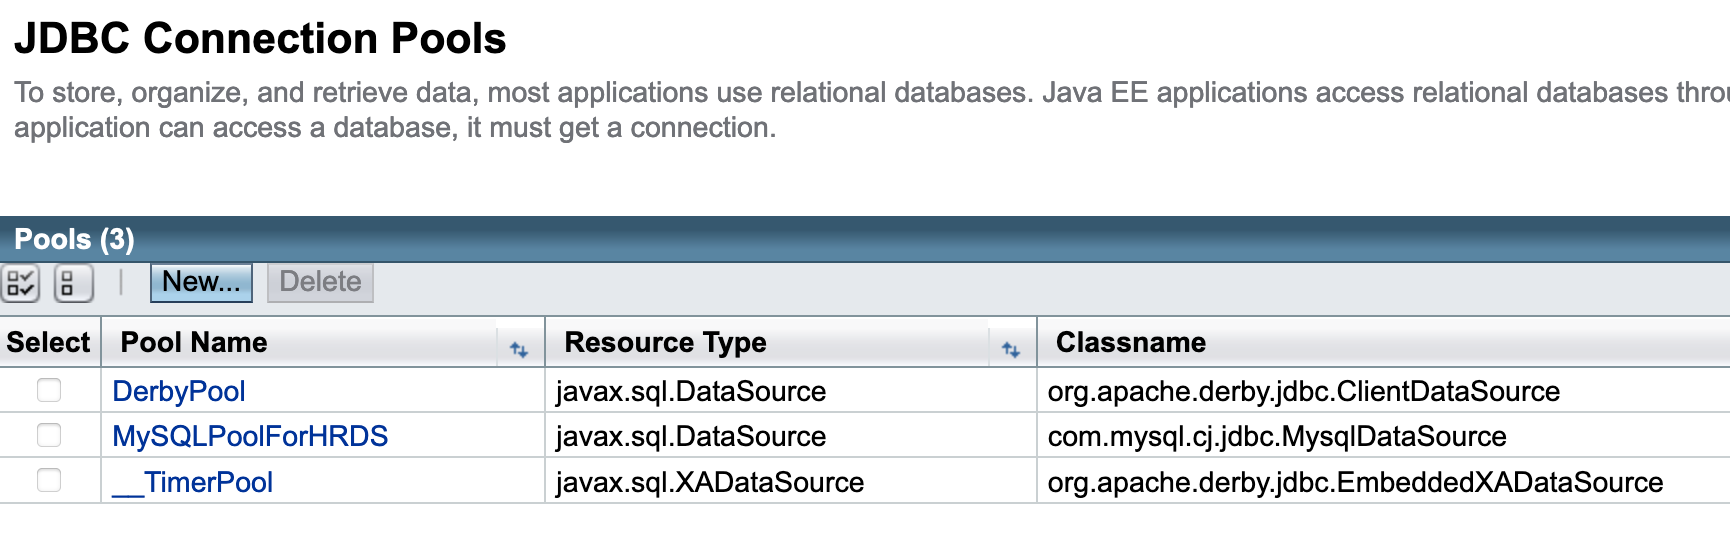 JDBC Connection Pools
To store, organize, and retrieve data, most applications use relational databases. Java EE applications access relational databases
application can access a database, it must get a connection.
Pools (3)
New... Delete
Select Pool Name Resource Type Classname
DerbyPool javax.sql.DataSource org.apache.derby.jdbc.ClientDataSource
MySQLPoolForHRDS javax.sql.DataSource com.mysql.cj.jdbc.MysqlDataSource
__TimerPool javax.sql.XADataSource org.apache.derby.jdbc.EmbeddedXADataSource